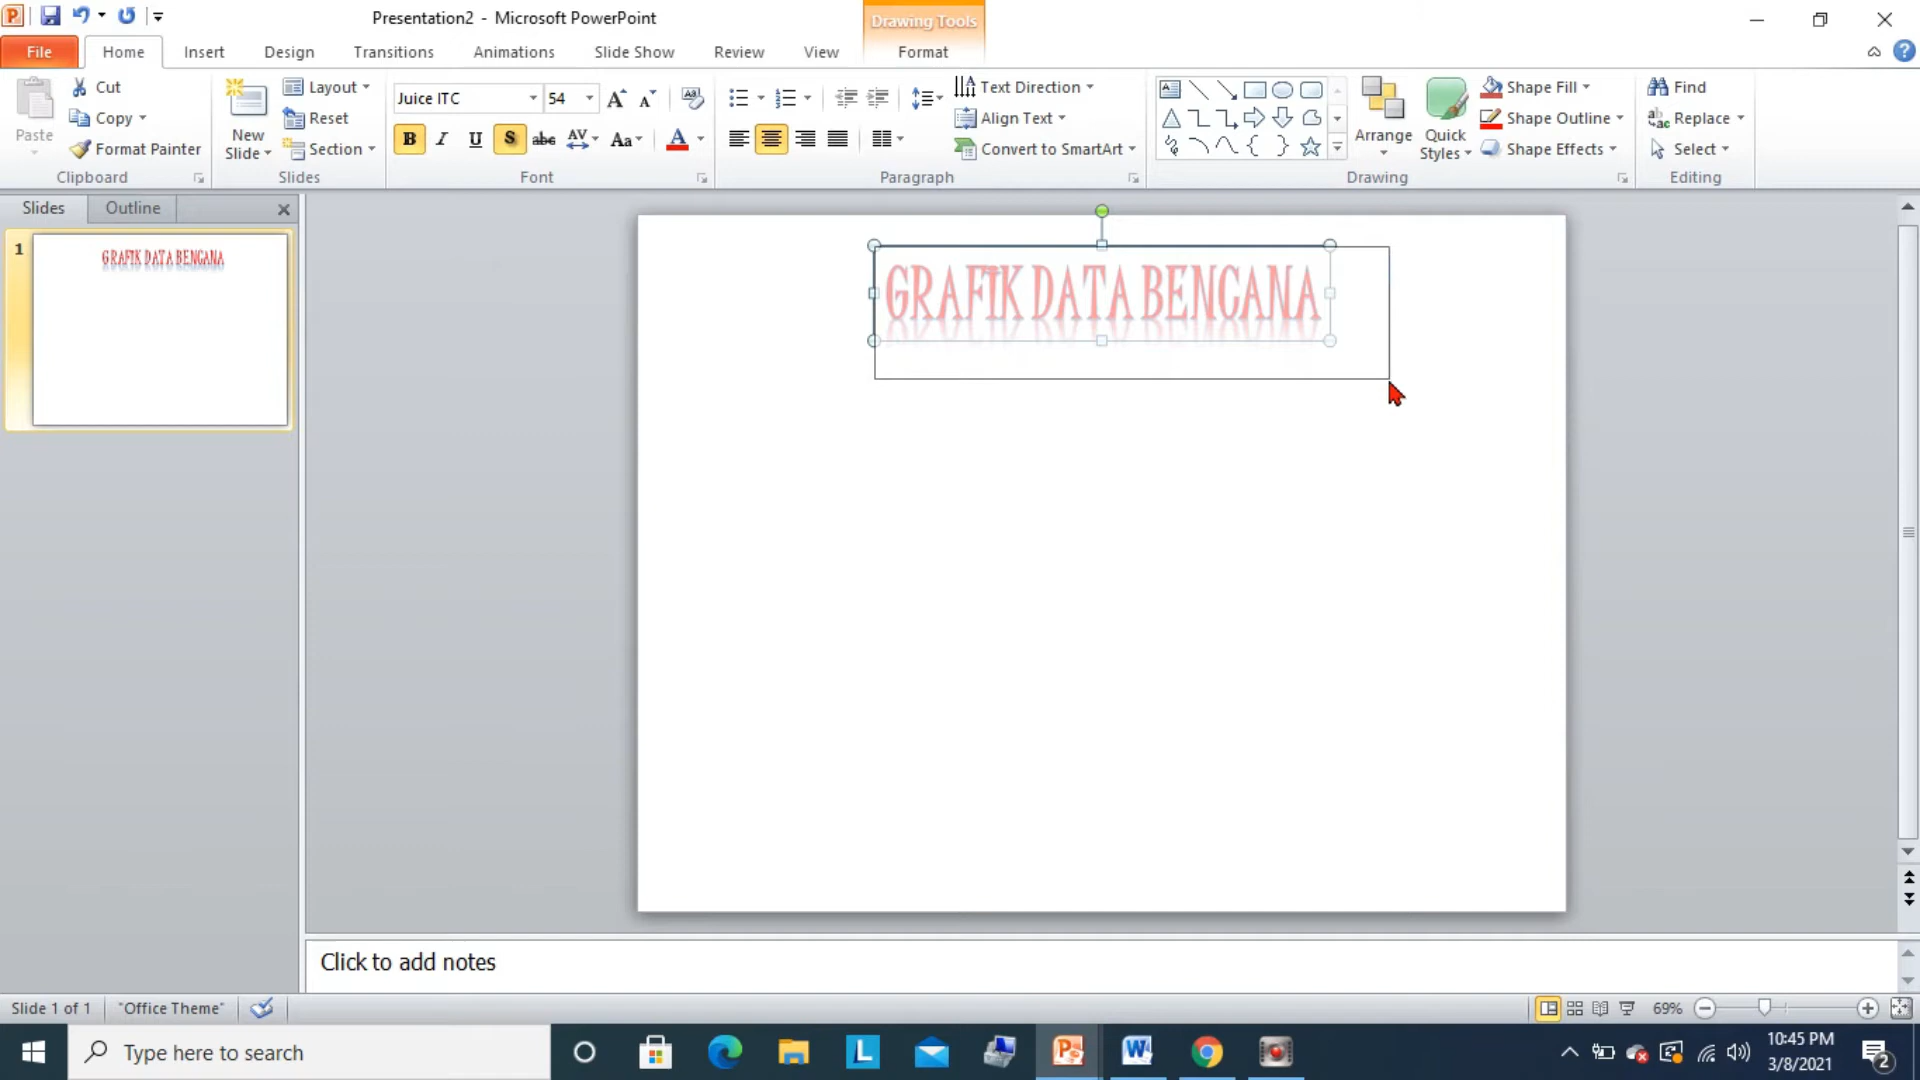 Presentation2 - Microsoft PowerPoint
Drawing Tools
File Home Insert Design Transitions Animations Slide Show Review View Format
Paste
Cut
Copy
Format Painter
Clipboard
New Slide
Layout
Reset
Section
Slides
Juice ITC 54
B I U S abc AV Aa A
Font
Text Direction
Align Text
Convert to SmartArt
Paragraph
Arrange
Quick Styles
Shape Fill
Shape Outline
Shape Effects
Drawing
Find
Replace
Select
Editing
Slides Outline
1
GRAFIK DATA BENCANA
GRAFIK DATA BENCANA
Click to add notes
Slide 1 of 1 "Office Theme" 69%
Type here to search
10:45 PM
3/8/2021
2